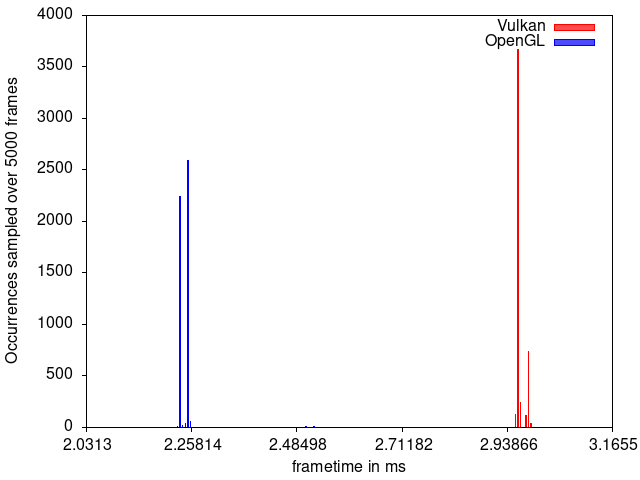 4000
3500
3000
2500
2000
1500
1000
500
0
Occurrences sampled over 5000 frames
Vulkan
OpenGL
2.0313 2.25814 2.48498 2.71182 2.93866 3.1655
frametime in ms